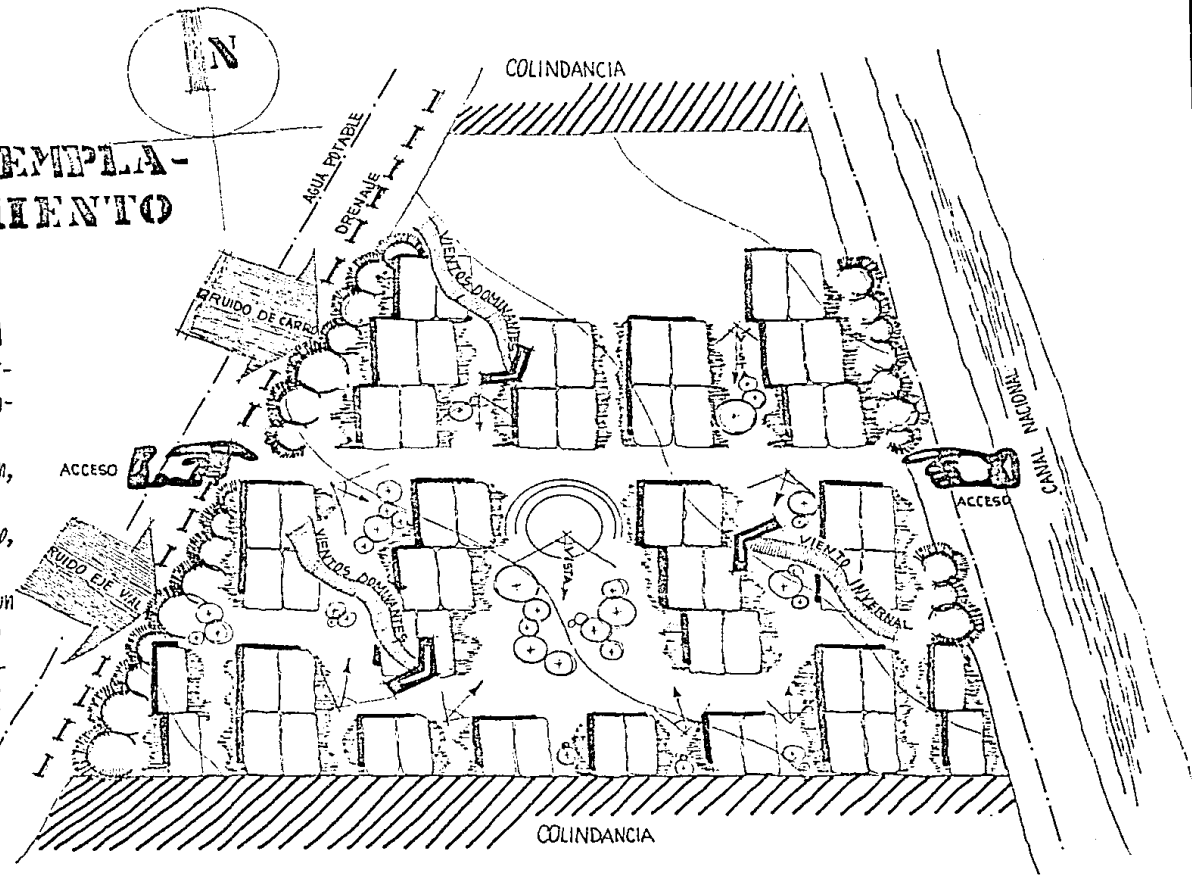 N
COLINDANCIA
EMPLA-
MIENTO
AGUA POTABLE
DRENAJE
VIENTOS DOMINANTES
RUIDO DE CARRO
VISTA
CANAL NACIONAL
ACCESO
ACCESO
RUIDO EJE VIAL
VIENTOS DOMINANTES
VISTA
VIENTO INVERNAL
COLINDANCIA